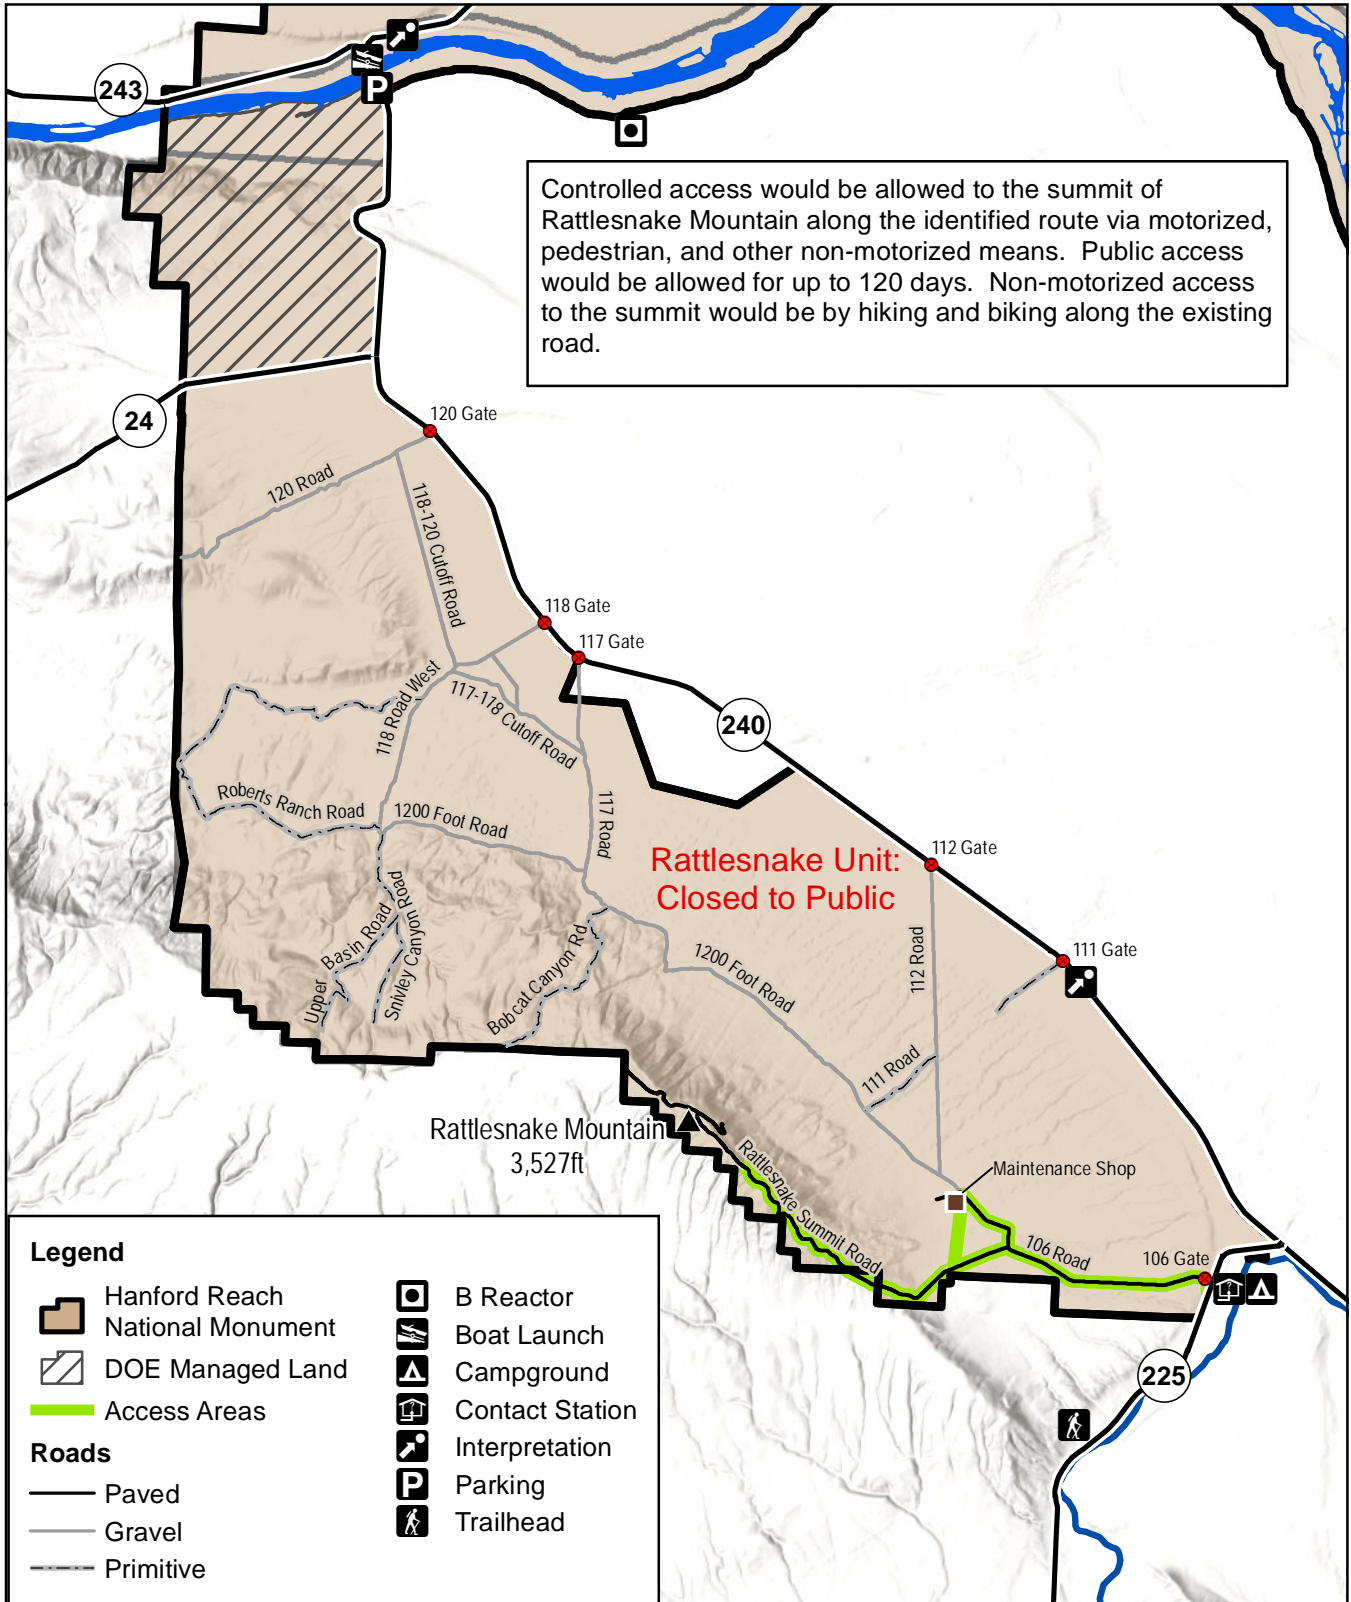 243
P
Controlled access would be allowed to the summit of
Rattlesnake Mountain along the identified route via motorized,
pedestrian, and other non-motorized means.  Public access
would be allowed for up to 120 days.  Non-motorized access
to the summit would be by hiking and biking along the existing
road.
24
120 Gate
120 Road
118-120 Cutoff Road
118 Gate
117 Gate
118 Road West
117-118 Cutoff Road
240
Roberts Ranch Road
1200 Foot Road
117 Road
Rattlesnake Unit:
Closed to Public
112 Gate
Upper Basin Road
Snivley Canyon Road
Bobcat Canyon Rd
1200 Foot Road
112 Road
111 Gate
111 Road
Rattlesnake Mountain
3,527ft
Rattlesnake Summit Road
Maintenance Shop
106 Road
106 Gate
225
Legend
Hanford Reach
National Monument
DOE Managed Land
Access Areas
Roads
Paved
Gravel
Primitive
B Reactor
Boat Launch
Campground
Contact Station
Interpretation
P Parking
Trailhead